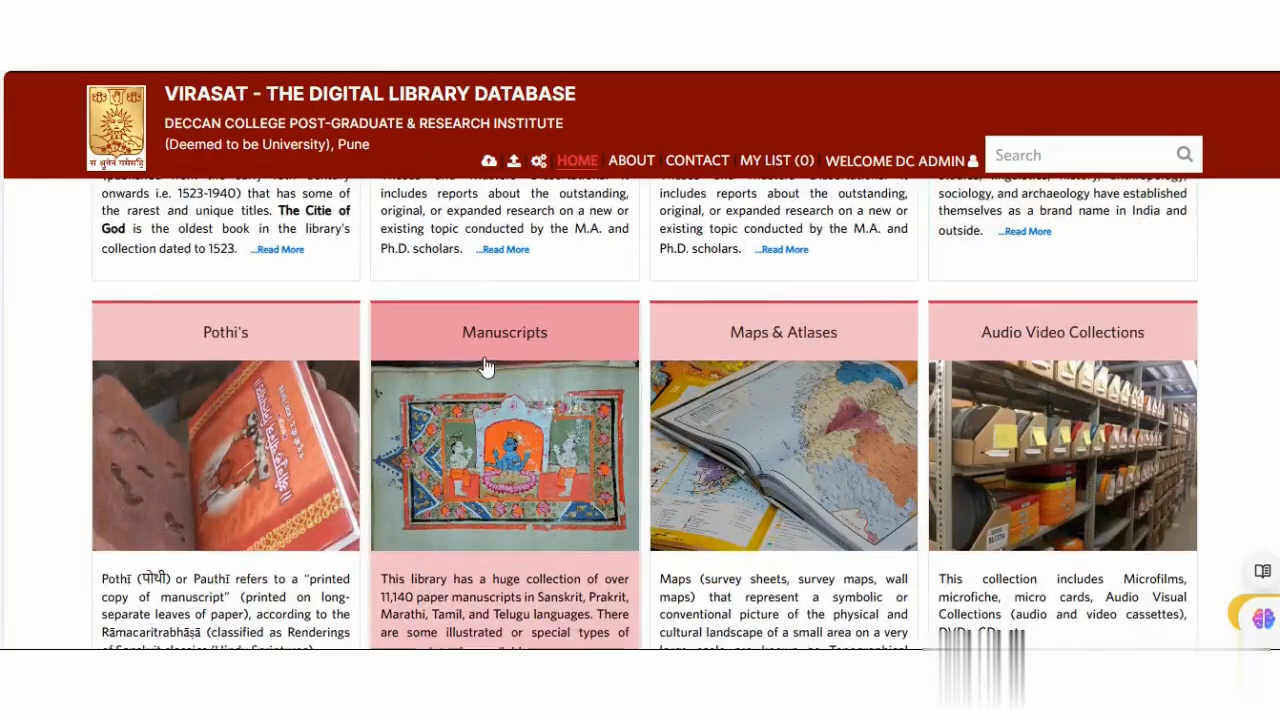 VIRASAT - THE DIGITAL LIBRARY DATABASE
DECCAN COLLEGE POST-GRADUATE & RESEARCH INSTITUTE
(Deemed to be University), Pune
HOME ABOUT CONTACT MY LIST (0) WELCOME DC ADMIN
Search
onwards i.e. 1523-1940) that has some of
the rarest and unique titles. The Citie of
God is the oldest book in the library's
collection dated to 1523. ...Read More
it includes reports about the outstanding,
original, or expanded research on a new or
existing topic conducted by the M.A. and
Ph.D. scholars. ...Read More
it includes reports about the outstanding,
original, or expanded research on a new or
existing topic conducted by the M.A. and
Ph.D. scholars. ...Read More
sociology, and archaeology have established
themselves as a brand name in India and
outside. ...Read More
Pothi's
Manuscripts
Maps & Atlases
Audio Video Collections
Pothī (पोथी) or Pauthī refers to a "printed
copy of manuscript" (printed on long-
separate leaves of paper), according to the
Rāmacaritrabhāṣā (classified as Renderings
This library has a huge collection of over
11,140 paper manuscripts in Sanskrit, Prakrit,
Marathi, Tamil, and Telugu languages. There
are some illustrated or special types of
Maps (survey sheets, survey maps, wall
maps) that represent a symbolic or
conventional picture of the physical and
cultural landscape of a small area on a very
This collection includes Microfilms,
microfiche, micro cards, Audio Visual
Collections (audio and video cassettes),